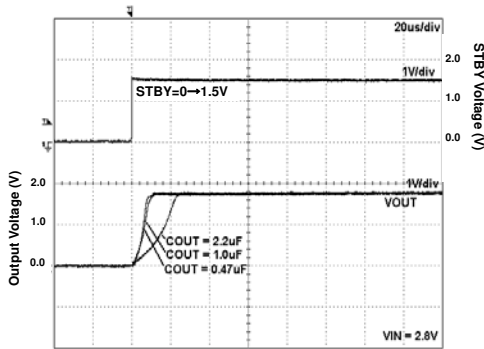 20us/div
2.0
1V/div
STBY=0→1.5V
1.0
0.0
STBY Voltage (V)
1V/div
2.0
VOUT
1.0
COUT = 2.2uF
COUT = 1.0uF
COUT = 0.47uF
0.0
Output Voltage (V)
VIN = 2.8V